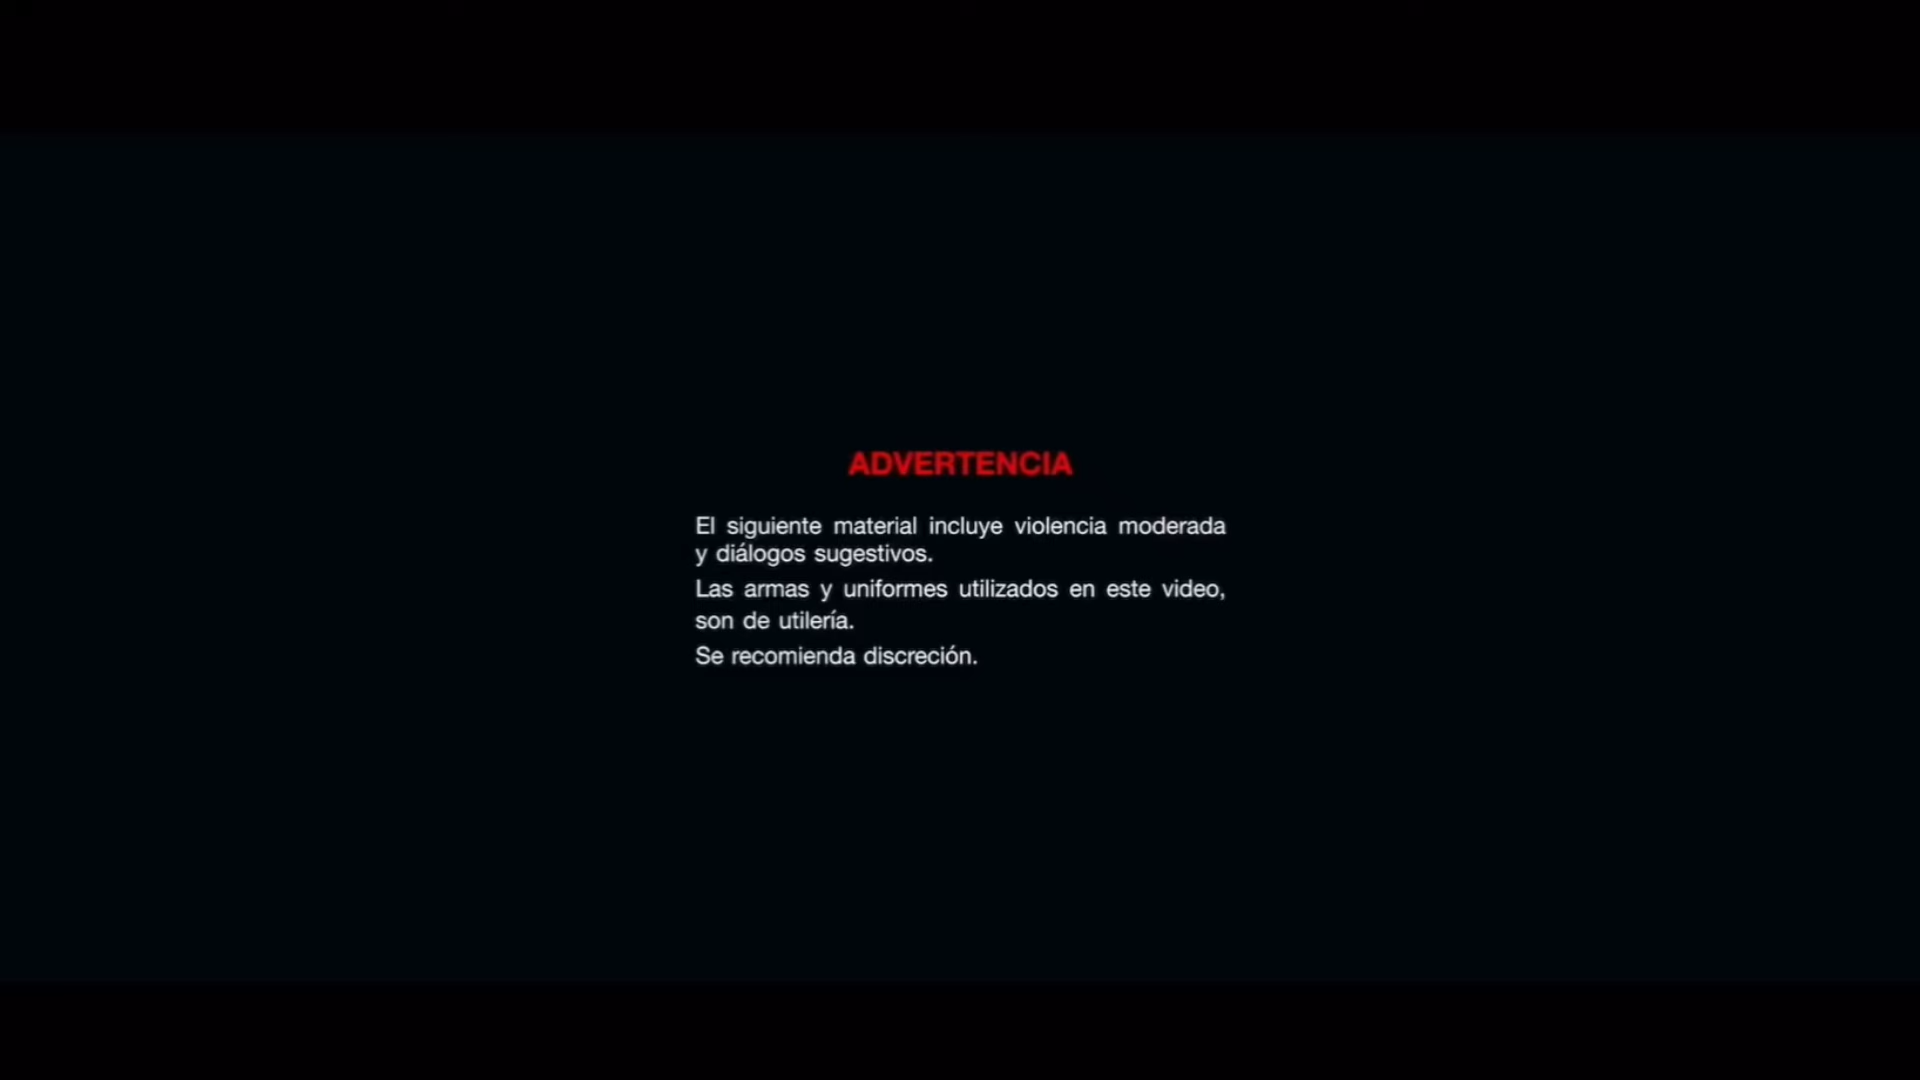 ADVERTENCIA
El siguiente material incluye violencia moderada
y diálogos sugestivos.
Las armas y uniformes utilizados en este video,
son de utilería.
Se recomienda discreción.